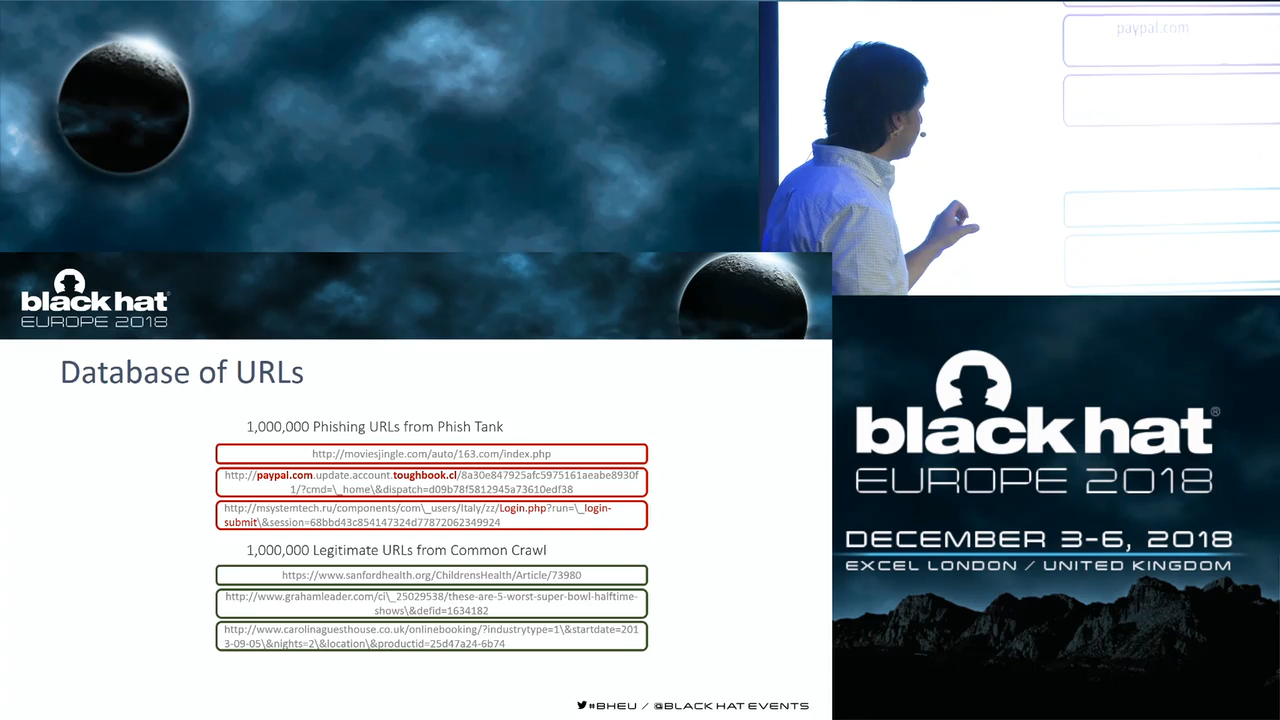 paypal.com
black hat
EUROPE 2018
Database of URLs
1,000,000 Phishing URLs from Phish Tank
http://moviesjingle.com/auto/163.com/index.php
http://paypal.com.update.account.toughbook.cl/8a30e847925afc5975161aeabe8930f
1/?cmd=\_home\&dispatch=d09b78f5812945a73610edf38
http://msystemtech.ru/components/com\_users/Italy/zz/Login.php?run=\_login-
submit\&session=68bbd43c854147324d77872062349924
1,000,000 Legitimate URLs from Common Crawl
https://www.sanfordhealth.org/ChildrensHealth/Article/73980
http://www.grahamleader.com/ci\_25029538/these-are-5-worst-super-bowl-halftime-
shows\&defid=1634182
http://www.carolinaguesthouse.co.uk/onlinebooking/?industrytype=1\&startdate=201
3-09-05\&nights=2\&location\&productid=25d47a24-6b74
#BHEU / @BLACK HAT EVENTS
black hat®
EUROPE 2018
DECEMBER 3-6, 2018
EXCEL LONDON / UNITED KINGDOM